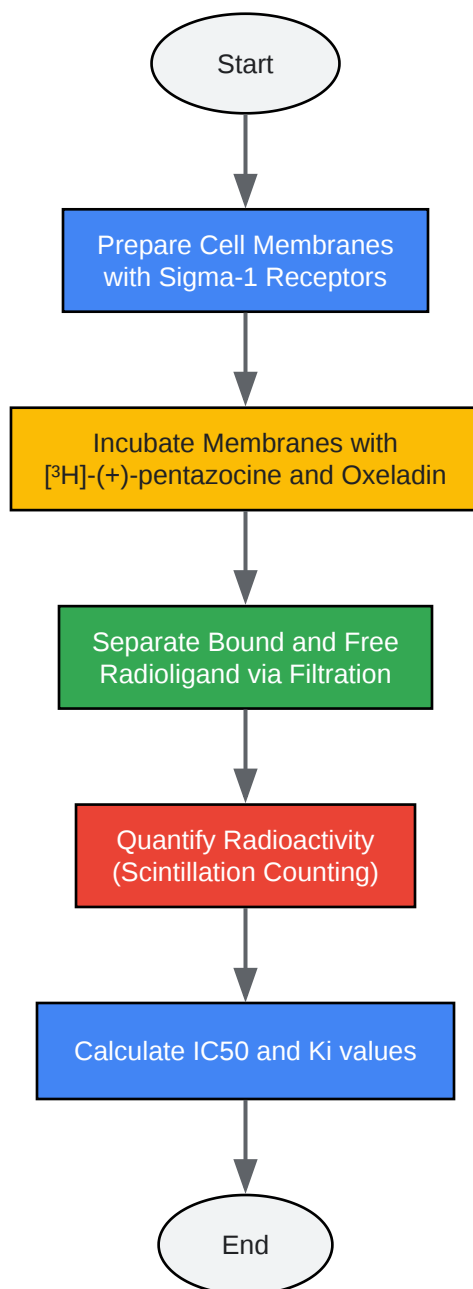 Start
Prepare Cell Membranes
with Sigma-1 Receptors
Incubate Membranes with
[³H]-(+)-pentazocine and Oxeladin
Separate Bound and Free
Radioligand via Filtration
Quantify Radioactivity
(Scintillation Counting)
Calculate IC50 and Ki values
End